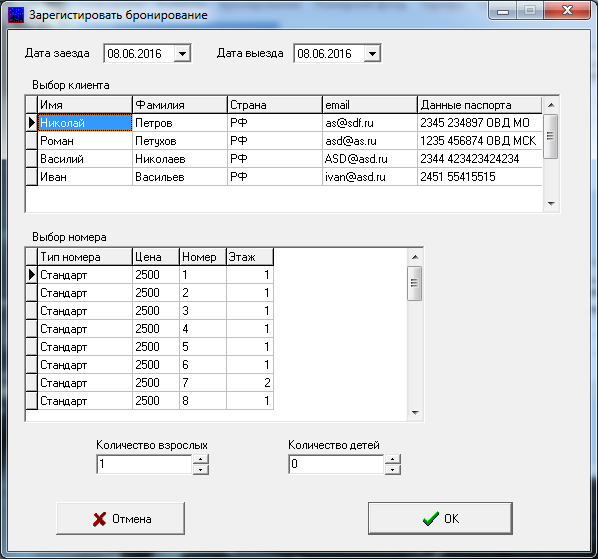 Зарегистировать бронирование
Дата заезда 08.06.2016 Дата выезда 08.06.2016
Выбор клиента
Имя Фамилия Страна email Данные паспорта
Николай Петров РФ as@sdf.ru 2345 234897 ОВД МО
Роман Петухов РФ asd@as.ru 1235 456874 ОВД МСК
Василий Николаев РФ ASD@asd.ru 2344 423423424234
Иван Васильев РФ ivan@asd.ru 2451 55415515
Выбор номера
Тип номера Цена Номер Этаж
Стандарт 2500 1 1
Стандарт 2500 2 1
Стандарт 2500 3 1
Стандарт 2500 4 1
Стандарт 2500 5 1
Стандарт 2500 6 1
Стандарт 2500 7 2
Стандарт 2500 8 1
Количество взрослых Количество детей
1 0
Отмена OK